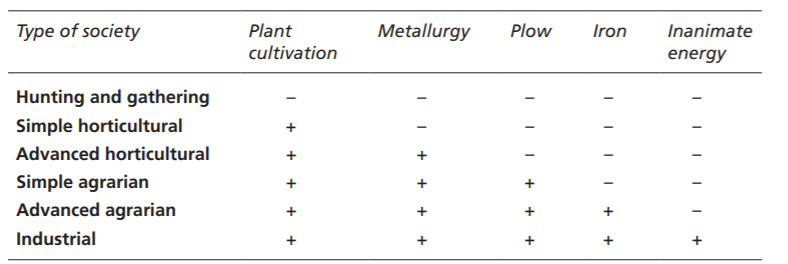 Type of society Plant cultivation Metallurgy Plow Iron Inanimate energy
Hunting and gathering – – – – –
Simple horticultural + – – – –
Advanced horticultural + + – – –
Simple agrarian + + + – –
Advanced agrarian + + + + –
Industrial + + + + +